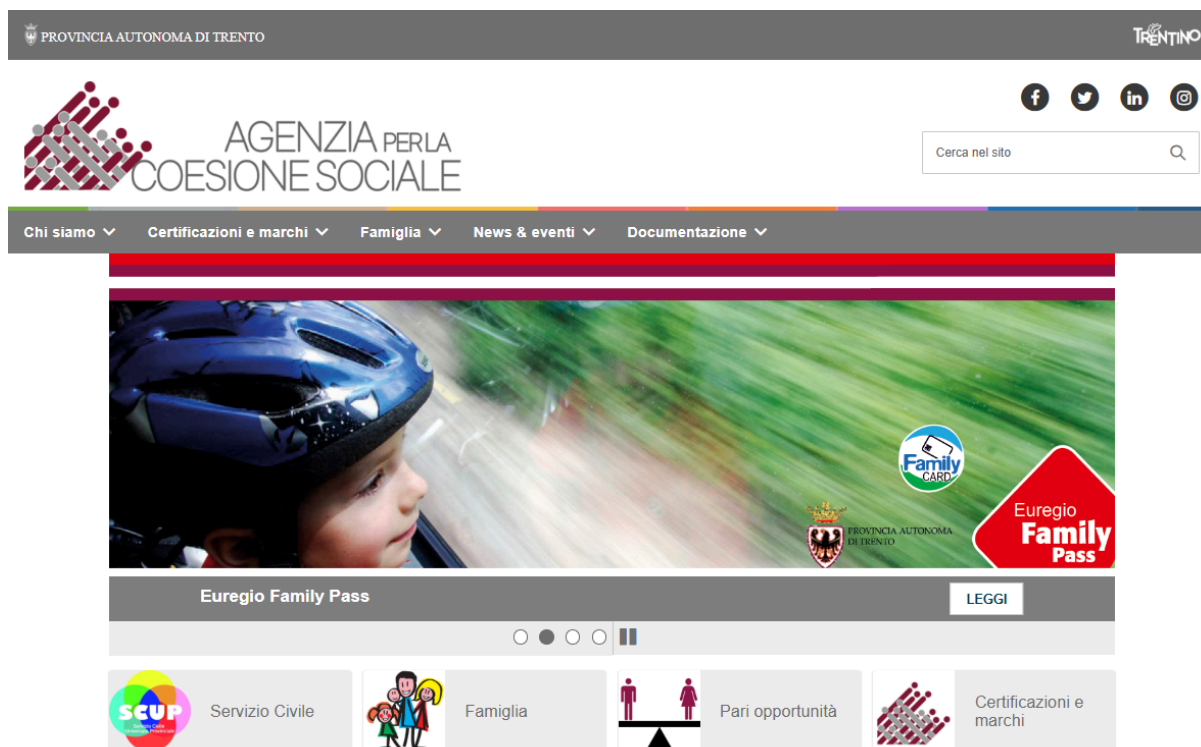 PROVINCIA AUTONOMA DI TRENTO
TRENTINO
AGENZIA PER LA
COESIONE SOCIALE
Cerca nel sito
Chi siamo
Certificazioni e marchi
Famiglia
News & eventi
Documentazione
Family
CARD
PROVINCIA AUTONOMA
DI TRENTO
Euregio
Family
Pass
Euregio Family Pass
LEGGI
SCUP
Servizio Civile
Famiglia
Pari opportunità
Certificazioni e
marchi